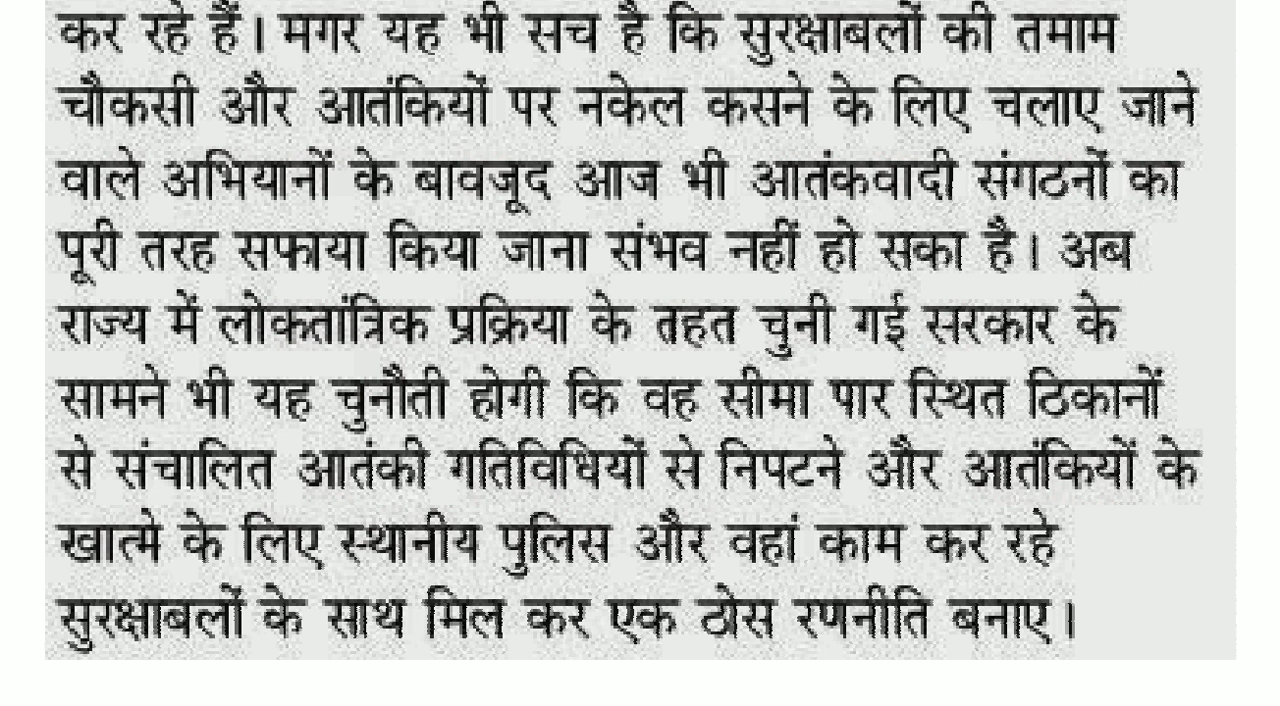 कर रहे हैं। मगर यह भी सच है कि सुरक्षाबलों की तमाम
चौकसी और आतंकियों पर नकेल कसने के लिए चलाए जाने
वाले अभियानों के बावजूद आज भी आतंकवादी संगठनों का
पूरी तरह सफाया किया जाना संभव नहीं हो सका है। अब
राज्य में लोकतांत्रिक प्रक्रिया के तहत चुनी गई सरकार के
सामने भी यह चुनौती होगी कि वह सीमा पार स्थित ठिकानों
से संचालित आतंकी गतिविधियों से निपटने और आतंकियों के
खात्मे के लिए स्थानीय पुलिस और वहां काम कर रहे
सुरक्षाबलों के साथ मिल कर एक ठोस रणनीति बनाए।